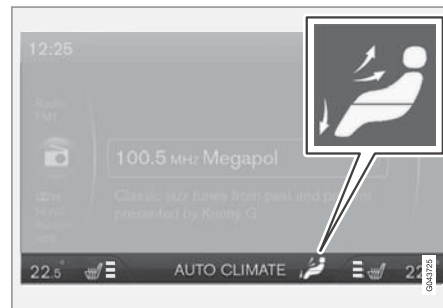 12:25
Radio
FM1
100.5 MHz Megapol
Classic jazz tunes from past and present
presented by Kenny G
22.5° AUTO CLIMATE 22
G043725